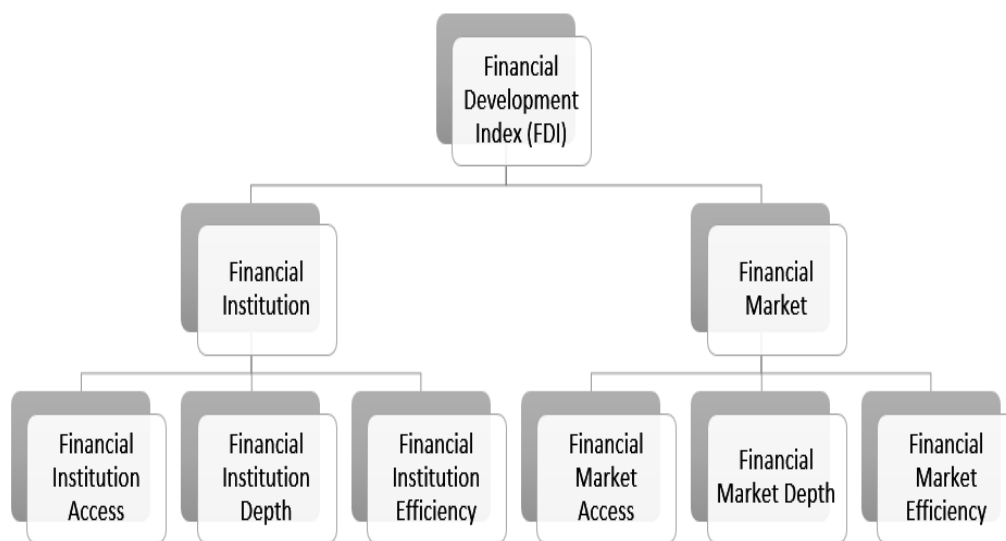 Financial
Development
Index (FDI)
Financial
Institution
Financial
Market
Financial
Institution
Access
Financial
Institution
Depth
Financial
Institution
Efficiency
Financial
Market
Access
Financial
Market Depth
Financial
Market
Efficiency